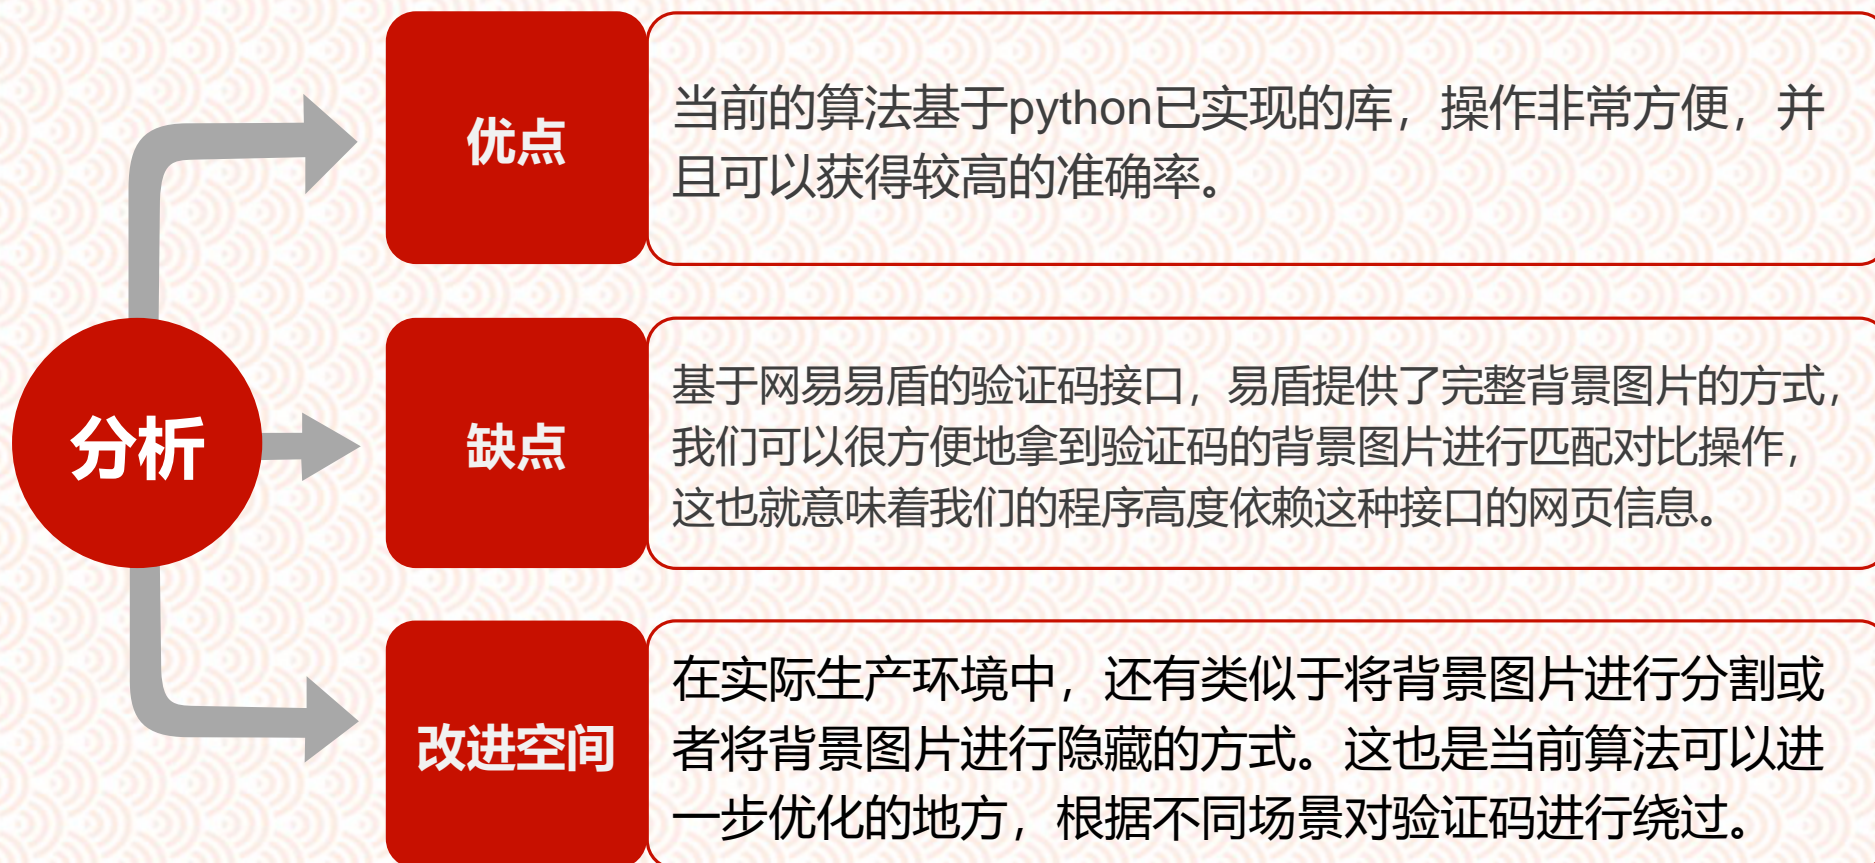 分析
优点
当前的算法基于python已实现的库，操作非常方便，并
且可以获得较高的准确率。
缺点
基于网易易盾的验证码接口，易盾提供了完整背景图片的方式，
我们可以很方便地拿到验证码的背景图片进行匹配对比操作，
这也就意味着我们的程序高度依赖这种接口的网页信息。
改进空间
在实际生产环境中，还有类似于将背景图片进行分割或
者将背景图片进行隐藏的方式。这也是当前算法可以进
一步优化的地方，根据不同场景对验证码进行绕过。